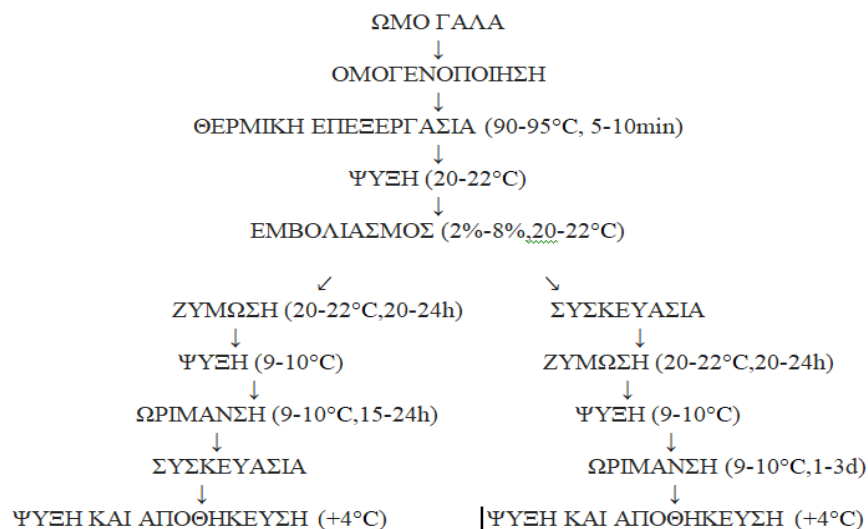 ΩΜΟ ΓΑΛΑ
↓
ΟΜΟΓΕΝΟΠΟΙΗΣΗ
↓
ΘΕΡΜΙΚΗ ΕΠΕΞΕΡΓΑΣΙΑ (90-95°C, 5-10min)
↓
ΨΥΞΗ (20-22°C)
↓
ΕΜΒΟΛΙΑΣΜΟΣ (2%-8%,20-22°C)
↙ ↘
ΖΥΜΩΣΗ (20-22°C,20-24h) ΣΥΣΚΕΥΑΣΙΑ
↓ ↓
ΨΥΞΗ (9-10°C) ΖΥΜΩΣΗ (20-22°C,20-24h)
↓ ↓
ΩΡΙΜΑΝΣΗ (9-10°C,15-24h) ΨΥΞΗ (9-10°C)
↓ ↓
ΣΥΣΚΕΥΑΣΙΑ ΩΡΙΜΑΝΣΗ (9-10°C,1-3d)
↓ ↓
ΨΥΞΗ ΚΑΙ ΑΠΟΘΗΚΕΥΣΗ (+4°C) ΨΥΞΗ ΚΑΙ ΑΠΟΘΗΚΕΥΣΗ (+4°C)